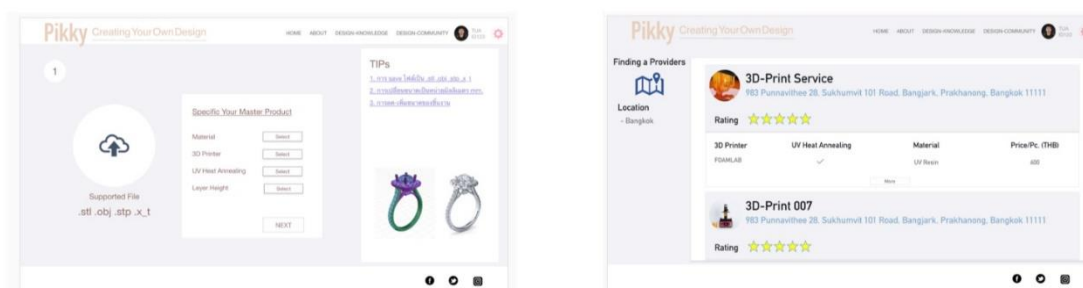 Pikky Creating Your Own Design
HOME ABOUT DESIGN-KNOWLEDGE DESIGN-COMMUNITY
1
Supported File
.stl .obj .stp .x_t
Specific Your Master Product
Material Select
3D Printer Select
UV Heat Annealing Select
Layer Height Select
NEXT
TIPs
Pikky Creating Your Own Design
HOME ABOUT DESIGN-KNOWLEDGE DESIGN-COMMUNITY
Finding a Providers
Location
- Bangkok
3D-Print Service
983 Punnavithee 28. Sukhumvit 101 Road. Bangjark. Prakhanong. Bangkok 11111
Rating
3D Printer UV Heat Annealing Material Price/Pc. (THB)
FOAMLAB UV Resin
More
3D-Print 007
983 Punnavithee 28. Sukhumvit 101 Road. Bangjark. Prakhanong. Bangkok 11111
Rating